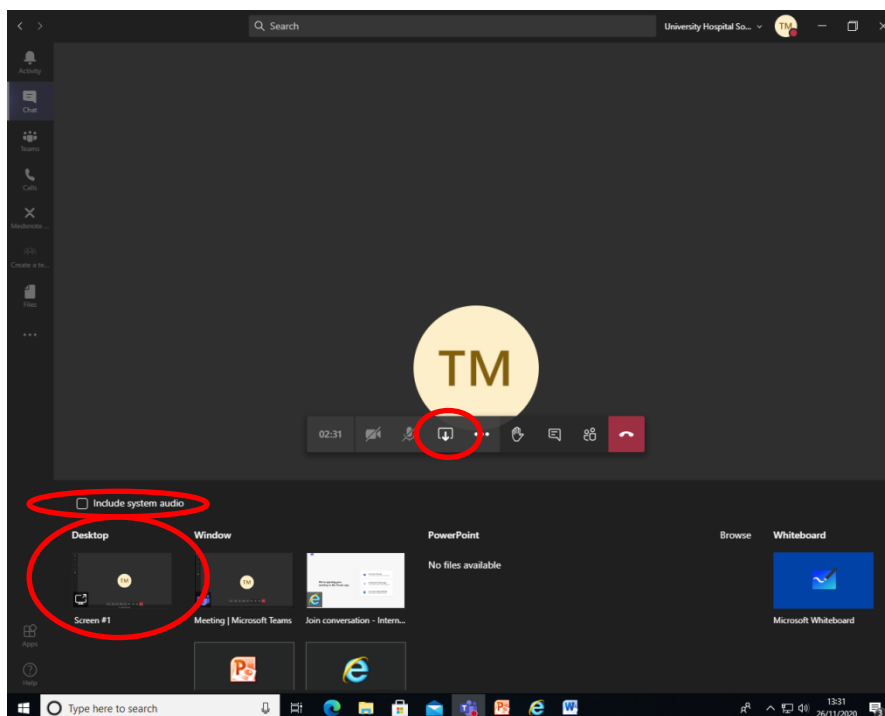 Search
University Hospital So...
TM
Activity
Chat
Teams
Calls
Create a te...
Files
TM
02:31
Include system audio
Desktop
Window
PowerPoint
Browse
Whiteboard
No files available
TM
TM
Screen #1
Meeting | Microsoft Teams
Join conversation - Intern...
Microsoft Whiteboard
Apps
Help
Type here to search
13:31
26/11/2020